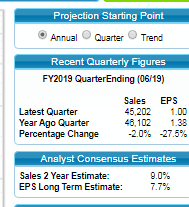 Projection Starting Point
Annual Quarter Trend
Recent Quarterly Figures
FY2019 QuarterEnding (06/19)
Sales EPS
Latest Quarter 45,202 1.00
Year Ago Quarter 46,102 1.38
Percentage Change -2.0% -27.5%
Analyst Consensus Estimates
Sales 2 Year Estimate: 9.0%
EPS Long Term Estimate: 7.7%